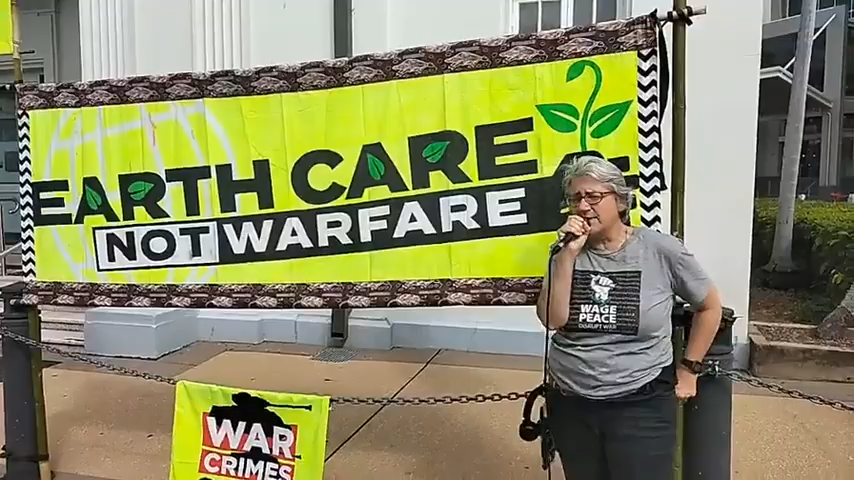 EARTH CARE
NOT WARFARE
WAGE
PEACE
DISRUPT WAR
WAR
CRIMES